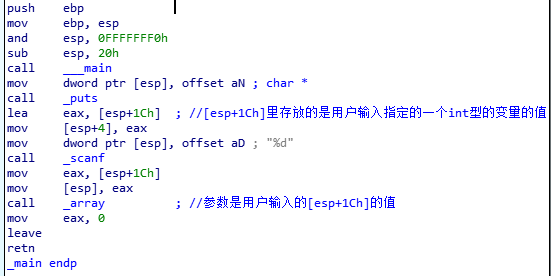 push ebp
mov ebp, esp
and esp, 0FFFFFFF0h
sub esp, 20h
call ___main
mov dword ptr [esp], offset aN ; char *
call _puts
lea eax, [esp+1Ch] ; //[esp+1Ch]里存放的是用户输入指定的一个int型的变量的值
mov [esp+4], eax
mov dword ptr [esp], offset aD ; "%d"
call _scanf
mov eax, [esp+1Ch]
mov [esp], eax
call _array ; //参数是用户输入的[esp+1Ch]的值
mov eax, 0
leave
retn
_main endp